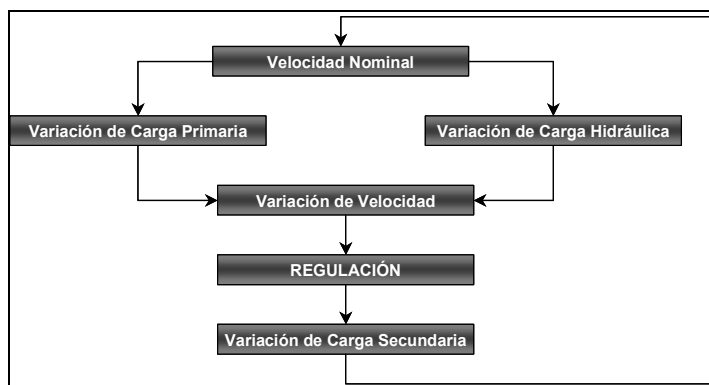 Velocidad Nominal
Variación de Carga Primaria
Variación de Carga Hidráulica
Variación de Velocidad
REGULACIÓN
Variación de Carga Secundaria